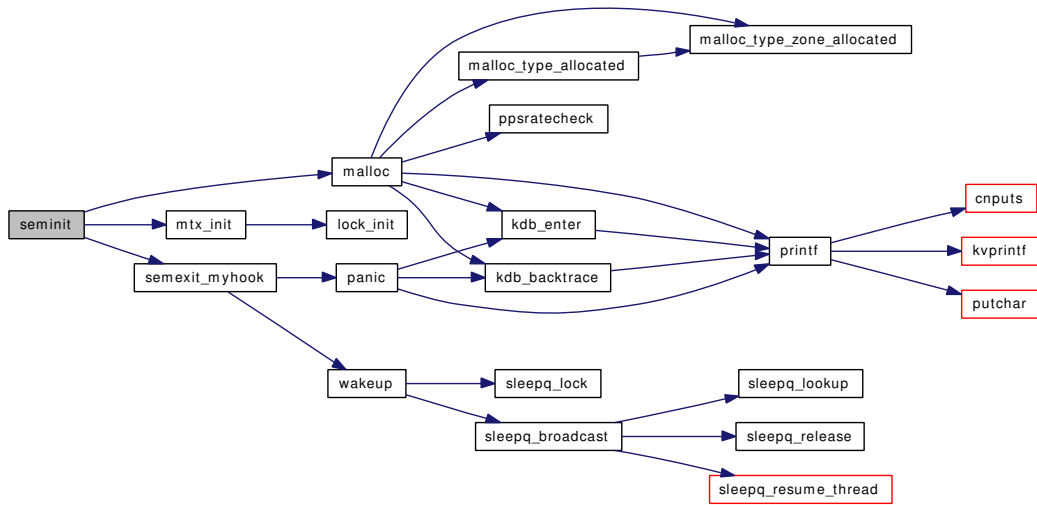 malloc_type_zone_allocated
malloc_type_allocated
ppsratecheck
malloc
cnputs
seminit
mtx_init
lock_init
kdb_enter
printf
kvprintf
semexit_myhook
panic
kdb_backtrace
putchar
wakeup
sleepq_lock
sleepq_lookup
sleepq_broadcast
sleepq_release
sleepq_resume_thread